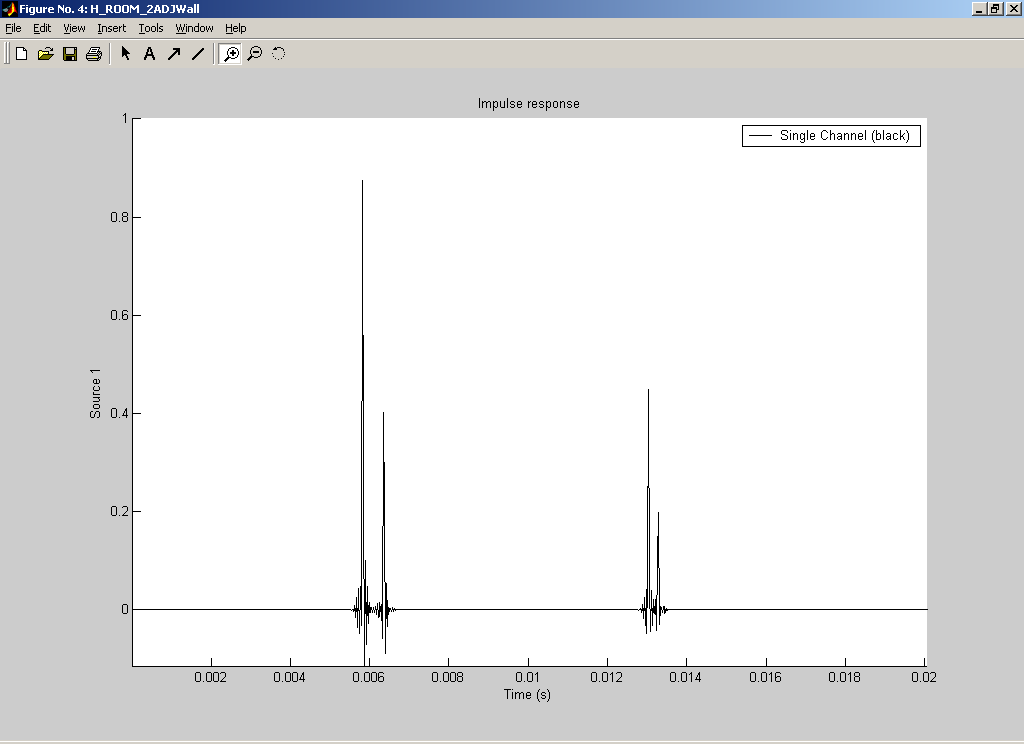 Figure No. 4: H_ROOM_2ADJWall
File Edit View Insert Tools Window Help
A
Impulse response
Single Channel (black)
1
0.8
0.6
0.4
0.2
0
Source 1
0.002 0.004 0.006 0.008 0.01 0.012 0.014 0.016 0.018 0.02
Time (s)